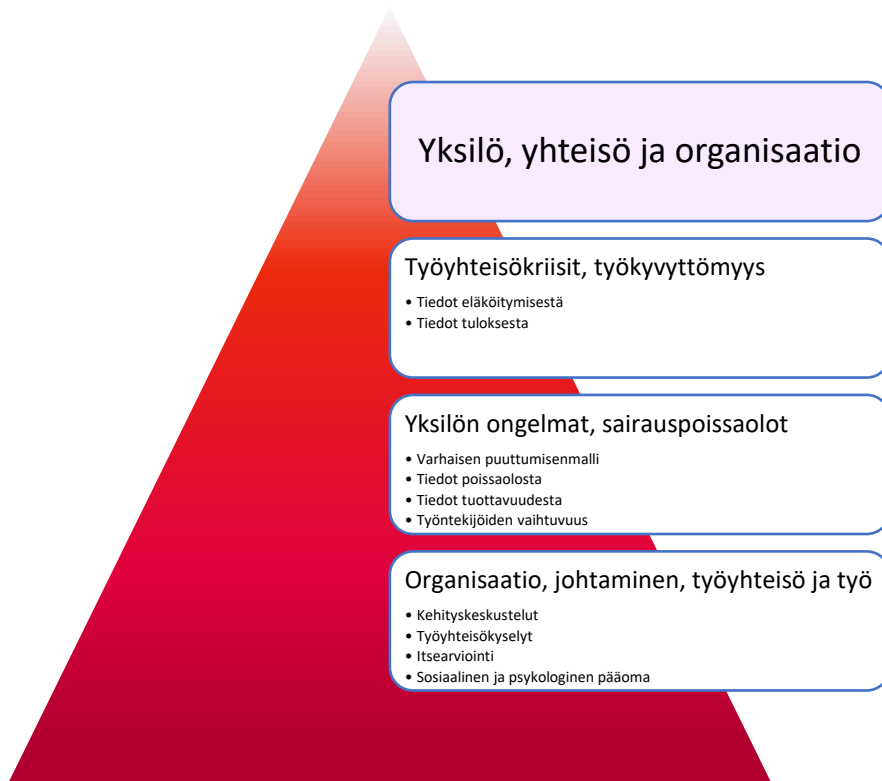 Yksilö, yhteisö ja organisaatio
Työyhteisökriisit, työkyvyttömyys
• Tiedot eläköitymisestä
• Tiedot tuloksesta
Yksilön ongelmat, sairauspoissaolot
• Varhaisen puuttumisenmalli
• Tiedot poissaolosta
• Tiedot tuottavuudesta
• Työntekijöiden vaihtuvuus
Organisaatio, johtaminen, työyhteisö ja työ
• Kehityskeskustelut
• Työyhteisökyselyt
• Itsearviointi
• Sosiaalinen ja psykologinen pääoma